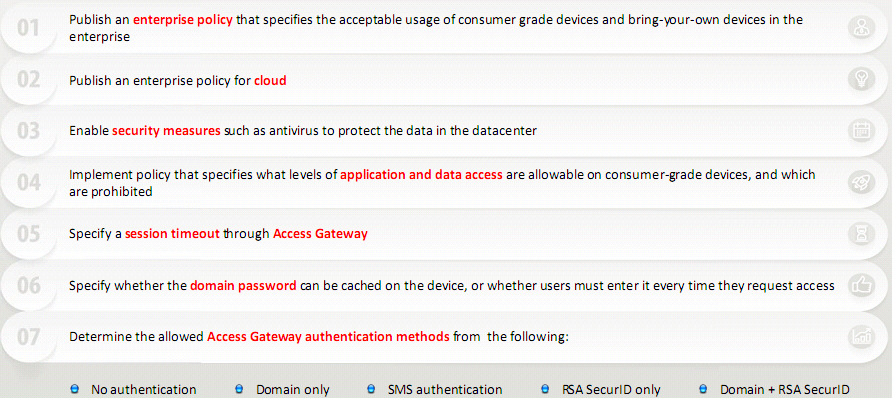 01 Publish an enterprise policy that specifies the acceptable usage of consumer grade devices and bring-your-own devices in the
enterprise
02 Publish an enterprise policy for cloud
03 Enable security measures such as antivirus to protect the data in the datacenter
04 Implement policy that specifies what levels of application and data access are allowable on consumer-grade devices, and which
are prohibited
05 Specify a session timeout through Access Gateway
06 Specify whether the domain password can be cached on the device, or whether users must enter it every time they request access
07 Determine the allowed Access Gateway authentication methods from the following:
No authentication Domain only SMS authentication RSA SecurID only Domain + RSA SecurID